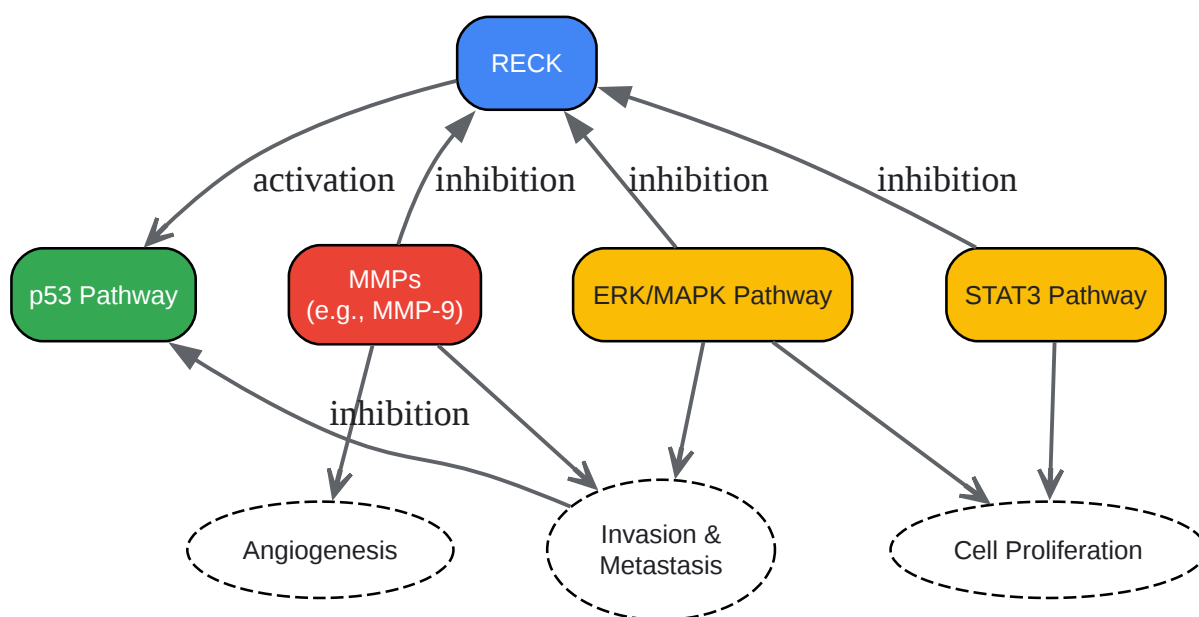 RECK
activation
inhibition
inhibition
inhibition
p53 Pathway
MMPs
(e.g., MMP-9)
ERK/MAPK Pathway
STAT3 Pathway
inhibition
Angiogenesis
Invasion &
Metastasis
Cell Proliferation